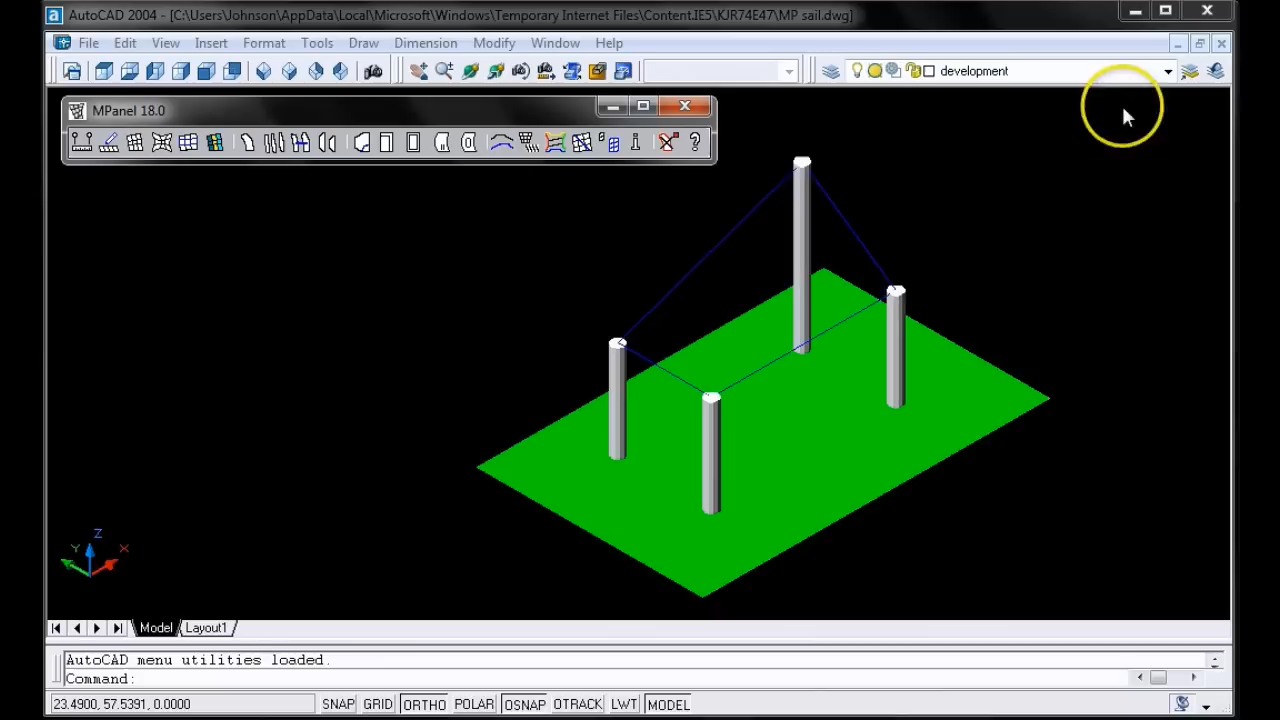 AutoCAD 2004 - [C:\Users\Johnson\AppData\Local\Microsoft\Windows\Temporary Internet Files\Content.IE5\KJR74E47\MP sail.dwg]
File Edit View Insert Format Tools Draw Dimension Modify Window Help
development
MPanel 18.0
Z
Y X
Model Layout1
AutoCAD menu utilities loaded.
Command:
23.4900, 57.5391, 0.0000 SNAP GRID ORTHO POLAR OSNAP OTRACK LWT MODEL